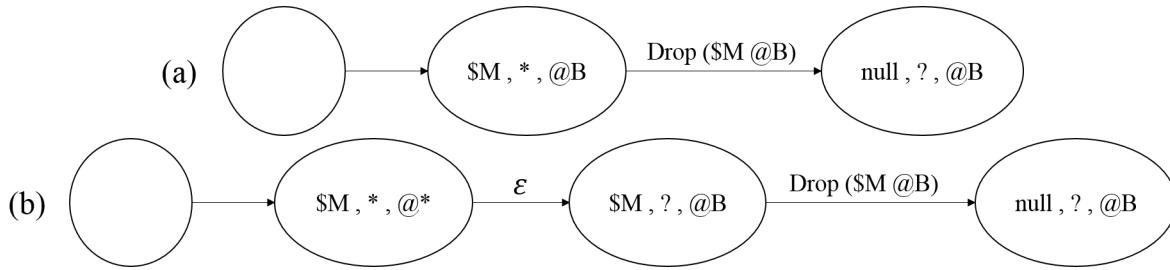 (a) $M , * , @B Drop ($M @B) null , ? , @B
(b) $M , * , @* ε $M , ? , @B Drop ($M @B) null , ? , @B